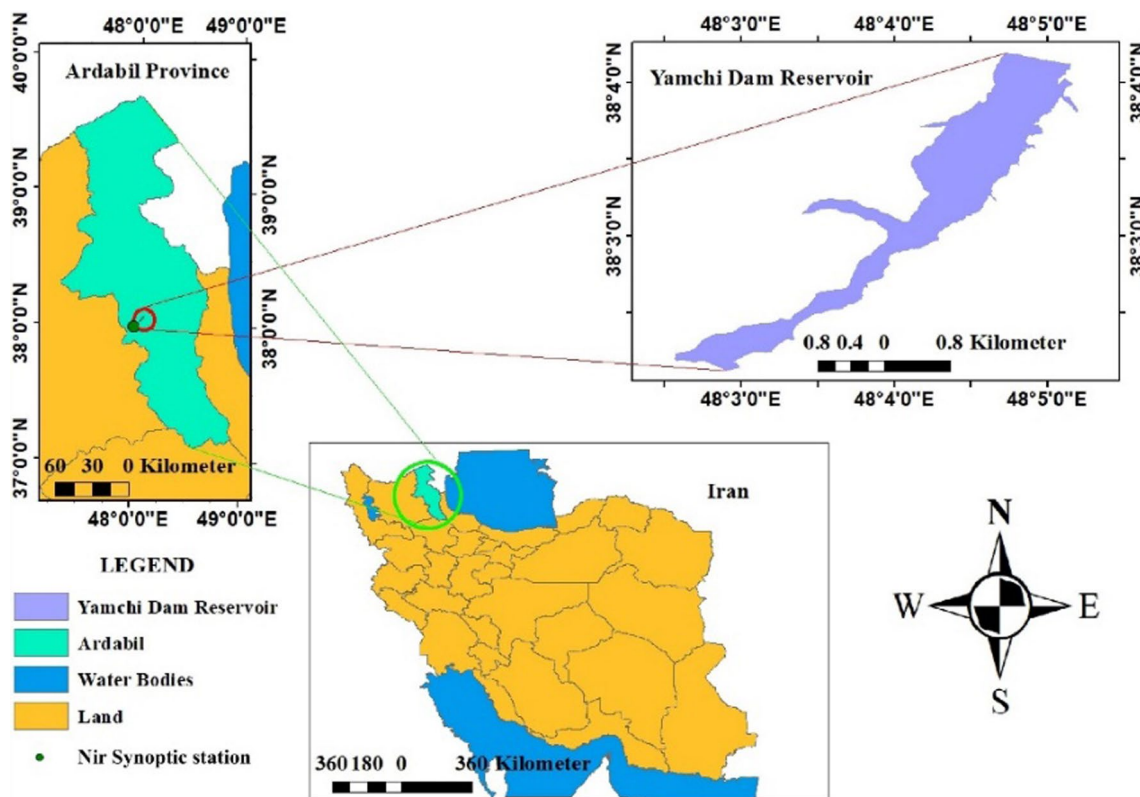 48°0'0"E 49°0'0"E
Ardabil Province
40°0'0"N
39°0'0"N
38°0'0"N
37°0'0"N
39°0'0"N
38°0'0"N
60 30 0 Kilometer
48°0'0"E 49°0'0"E
48°3'0"E 48°4'0"E 48°5'0"E
Yamchi Dam Reservoir
38°4'0"N
38°3'0"N
38°4'0"N
38°3'0"N
0.8 0.4 0 0.8 Kilometer
48°3'0"E 48°4'0"E 48°5'0"E
LEGEND
Yamchi Dam Reservoir
Ardabil
Water Bodies
Land
Nir Synoptic station
Iran
360 180 0 360 Kilometer
N
W E
S